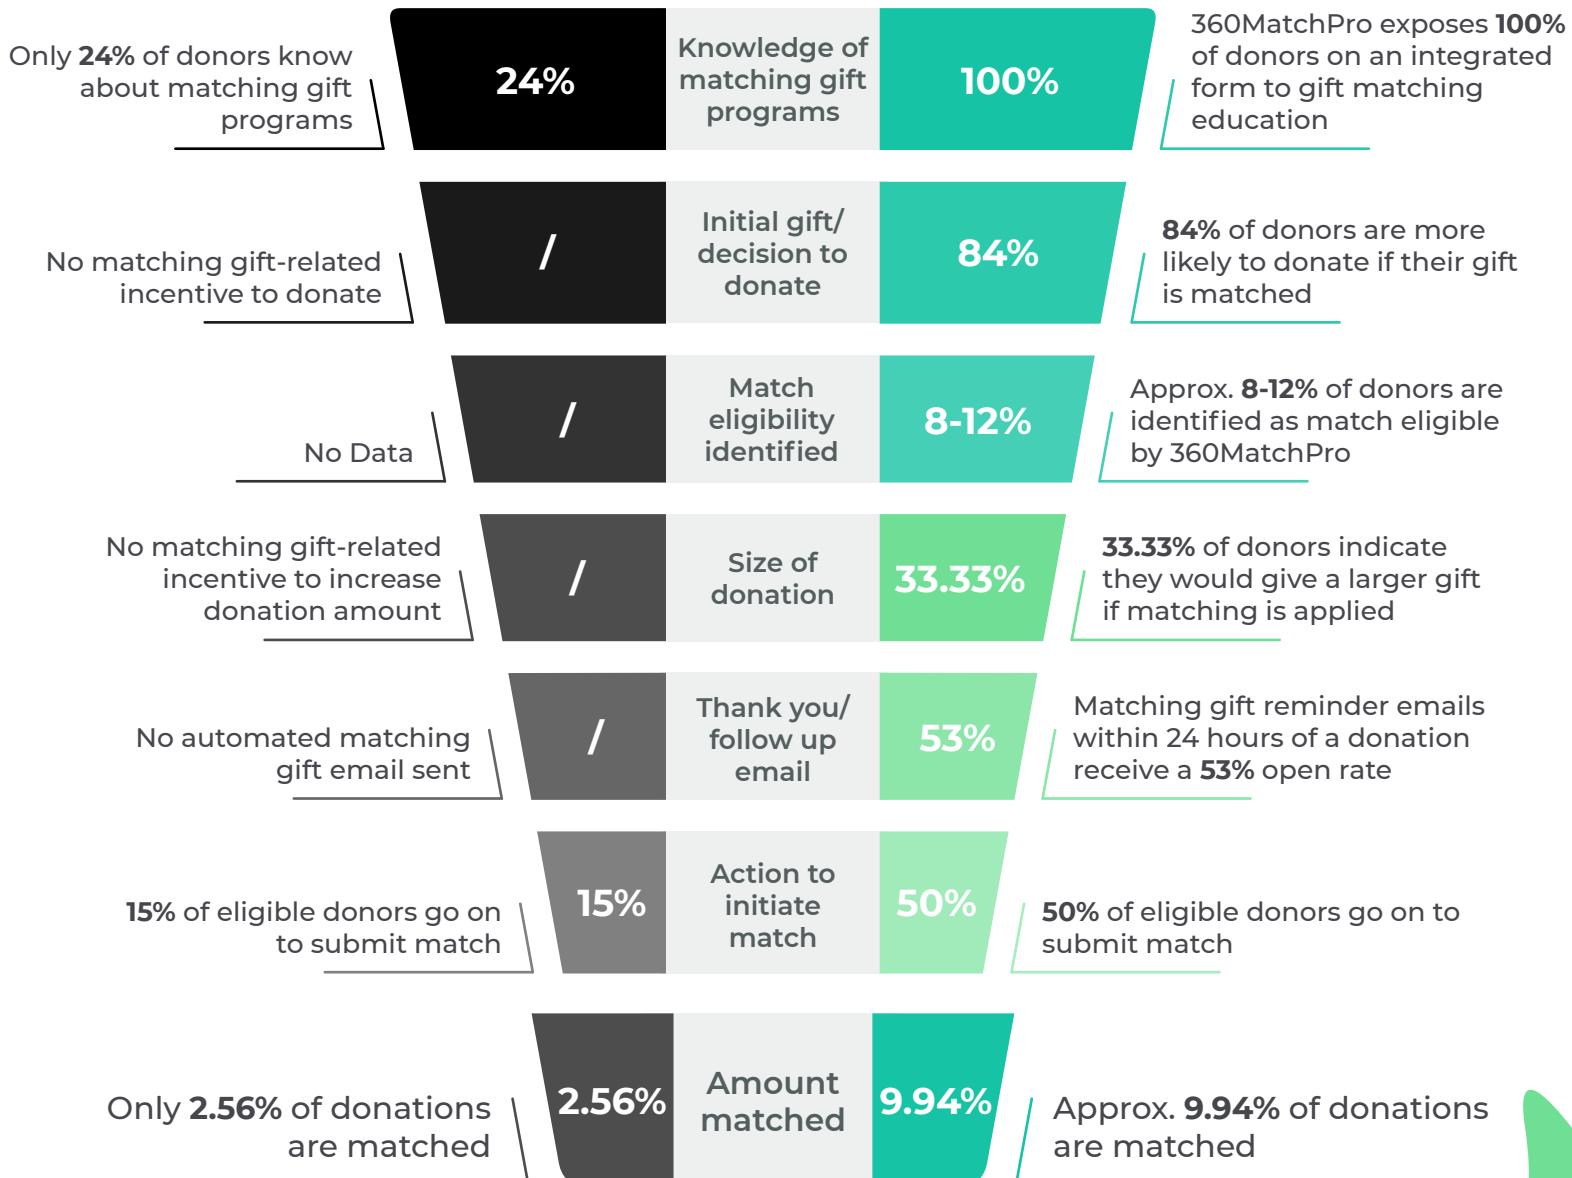 Only 24% of donors know
about matching gift
programs
24%
Knowledge of
matching gift
programs
100%
360MatchPro exposes 100%
of donors on an integrated
form to gift matching
education
No matching gift-related
incentive to donate
/
Initial gift/
decision to
donate
84%
84% of donors are more
likely to donate if their gift
is matched
No Data
/
Match
eligibility
identified
8-12%
Approx. 8-12% of donors are
identified as match eligible
by 360MatchPro
No matching gift-related
incentive to increase
donation amount
/
Size of
donation
33.33%
33.33% of donors indicate
they would give a larger gift
if matching is applied
No automated matching
gift email sent
/
Thank you/
follow up
email
53%
Matching gift reminder emails
within 24 hours of a donation
receive a 53% open rate
15% of eligible donors go on
to submit match
15%
Action to
initiate
match
50%
50% of eligible donors go on to
submit match
Only 2.56% of donations
are matched
2.56%
Amount
matched
9.94%
Approx. 9.94% of donations
are matched